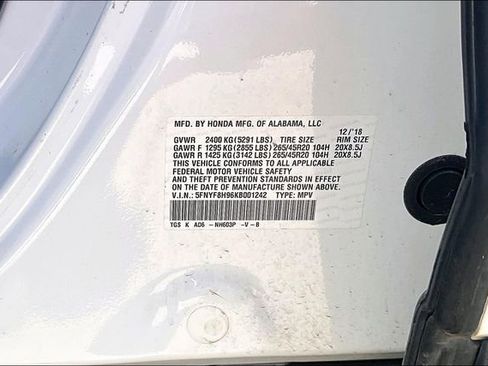 MFD. BY HONDA MFG. OF ALABAMA, LLC
12/'18
GVWR 2400 KG(5291 LBS) TIRE SIZE RIM SIZE
GAWR F 1295 KG(2855 LBS)265/45R20 104H 20X8.5J
GAWR R 1425 KG(3142 LBS)265/45R20 104H 20X8.5J
THIS VEHICLE CONFORMS TO ALL APPLICABLE
FEDERAL MOTOR VEHICLE SAFETY
AND THEFT PREVENTION STANDARDS IN EFFECT
ON THE DATE OF MANUFACTURE SHOWN ABOVE.
V.I.N.: 5FNYF8H96KB001242 TYPE: MPV
TGS K AD6 -NH603P -V-B